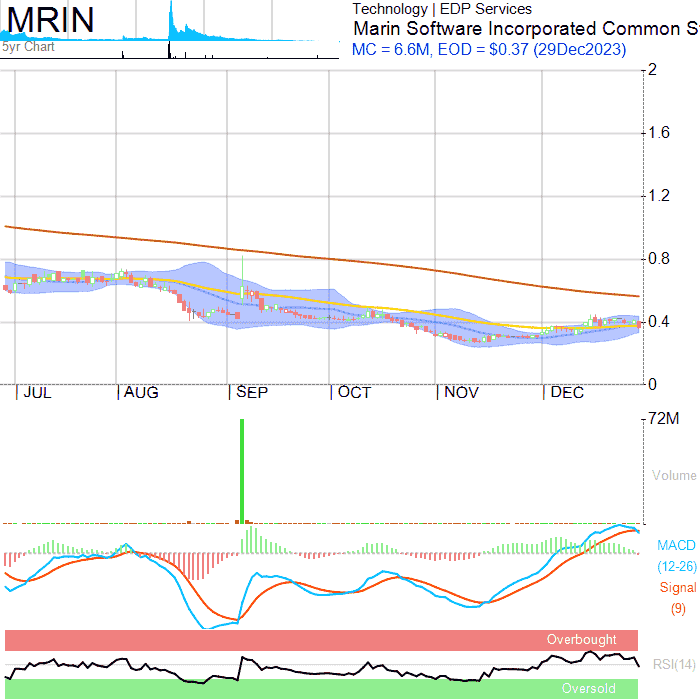 MRIN
5yr Chart
Technology | EDP Services
Marin Software Incorporated Common S
MC = 6.6M, EOD = $0.37 (29Dec2023)
2
1.6
1.2
0.8
0.4
0
JUL AUG SEP OCT NOV DEC
72M
Volume
MACD
(12-26)
Signal
(9)
Overbought
RSI(14)
Oversold